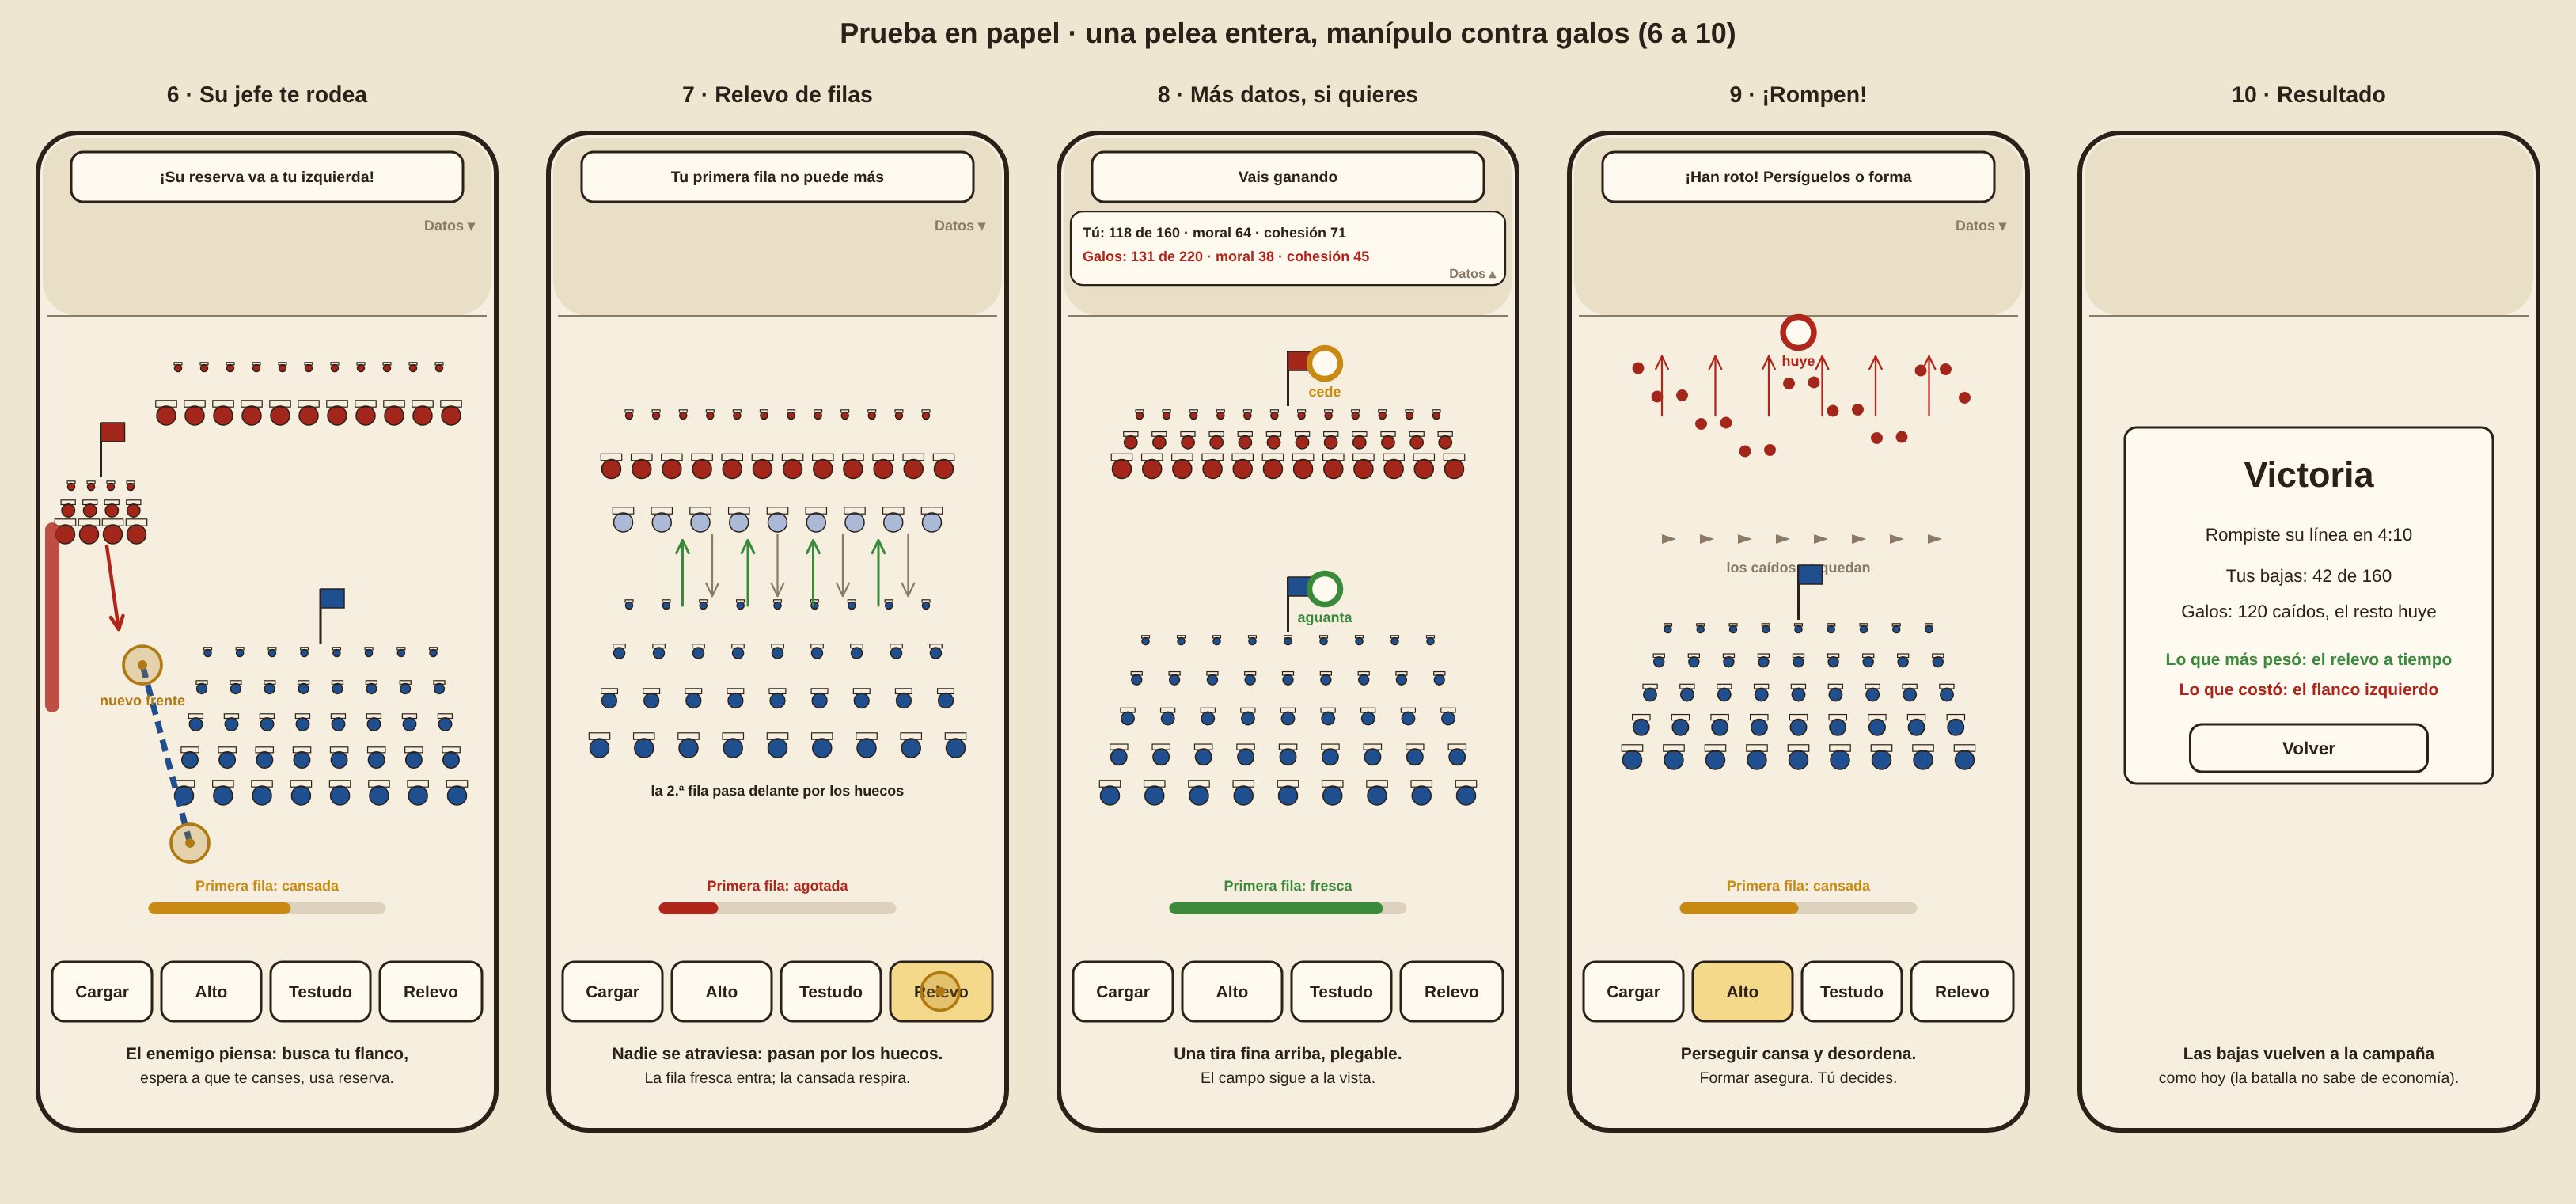 Prueba en papel · una pelea entera, manípulo contra galos (6 a 10)
6 · Su jefe te rodea
¡Su reserva va a tu izquierda!
Datos ▾
nuevo frente
Primera fila: cansada
Cargar
Alto
Testudo
Relevo
El enemigo piensa: busca tu flanco,
espera a que te canses, usa reserva.
7 · Relevo de filas
Tu primera fila no puede más
Datos ▾
la 2.ª fila pasa delante por los huecos
Primera fila: agotada
Cargar
Alto
Testudo
Relevo
Nadie se atraviesa: pasan por los huecos.
La fila fresca entra; la cansada respira.
8 · Más datos, si quieres
Vais ganando
Tú: 118 de 160 · moral 64 · cohesión 71
Galos: 131 de 220 · moral 38 · cohesión 45
Datos ▴
cede
aguanta
Primera fila: fresca
Cargar
Alto
Testudo
Relevo
Una tira fina arriba, plegable.
El campo sigue a la vista.
9 · ¡Rompen!
¡Han roto! Persíguelos o forma
Datos ▾
huye
los caídos quedan
Primera fila: cansada
Cargar
Alto
Testudo
Relevo
Perseguir cansa y desordena.
Formar asegura. Tú decides.
10 · Resultado
Victoria
Rompiste su línea en 4:10
Tus bajas: 42 de 160
Galos: 120 caídos, el resto huye
Lo que más pesó: el relevo a tiempo
Lo que costó: el flanco izquierdo
Volver
Las bajas vuelven a la campaña
como hoy (la batalla no sabe de economía).